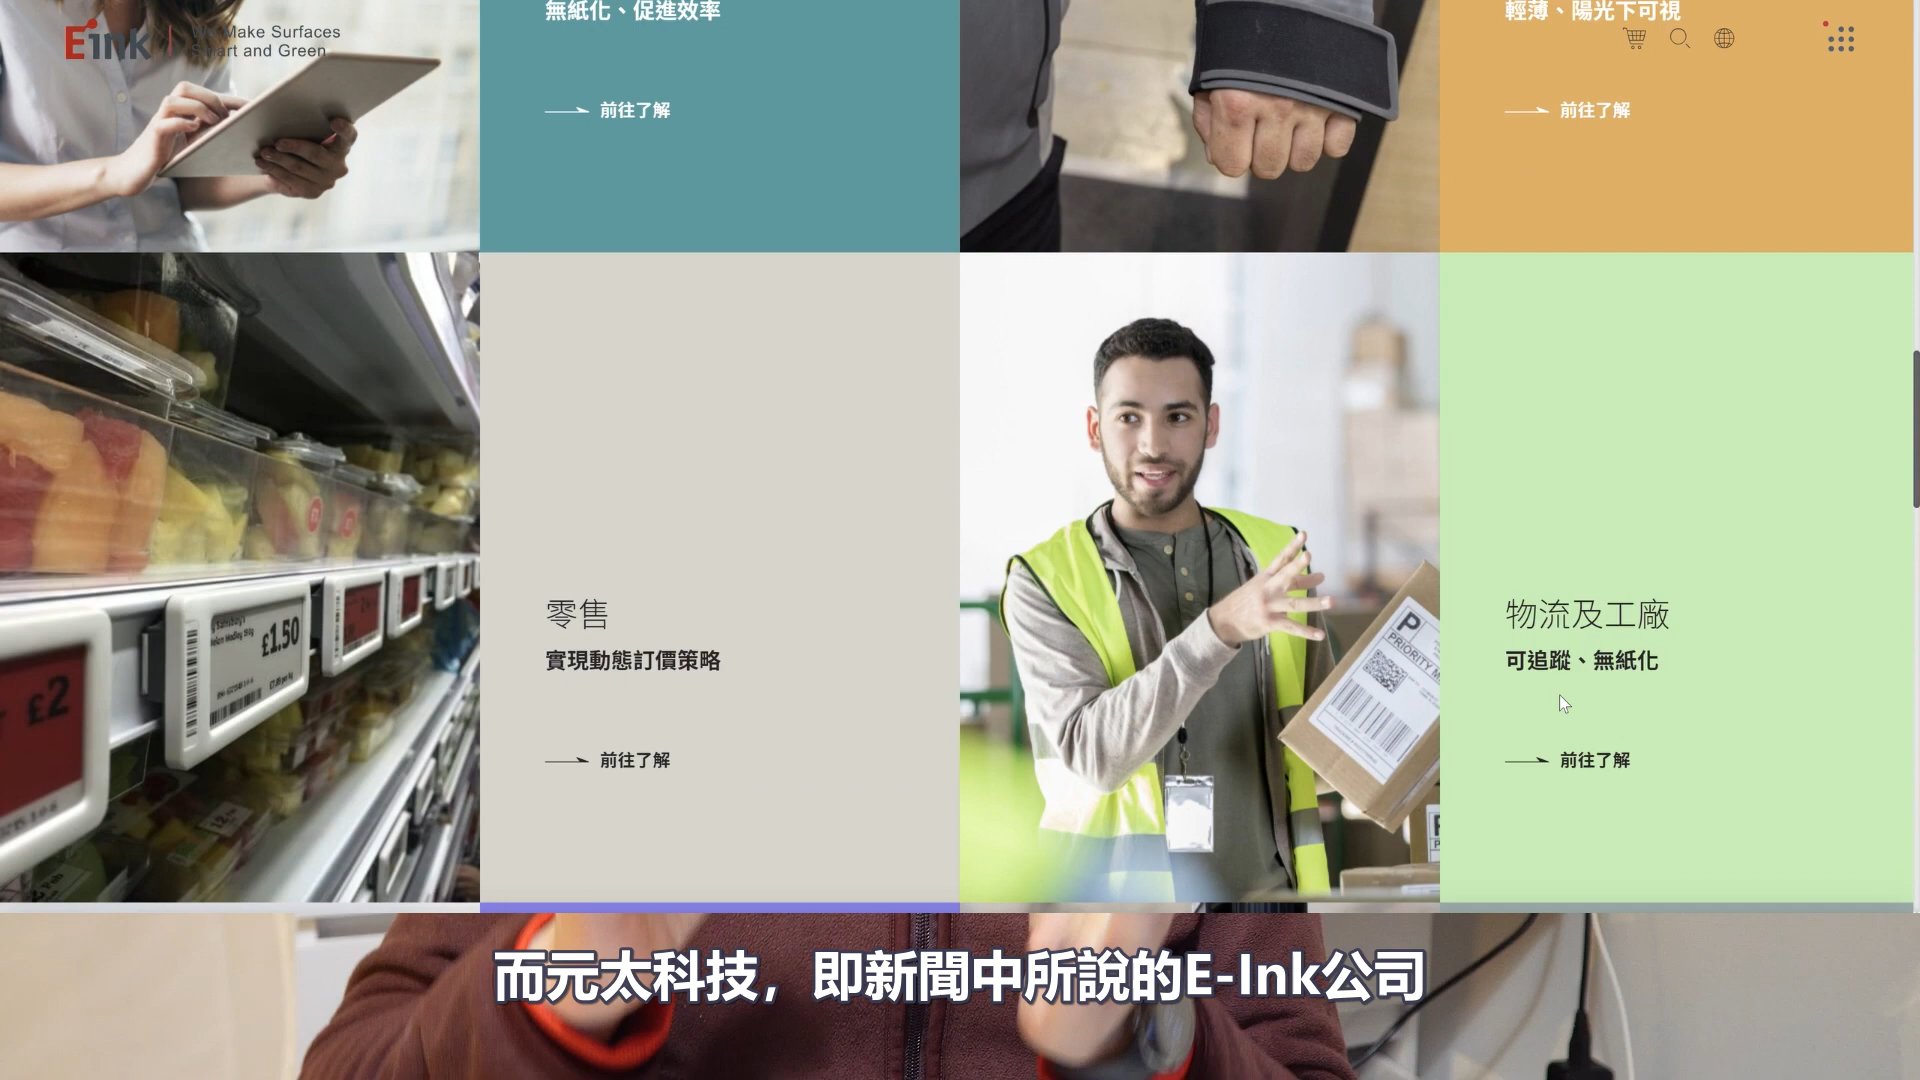 無紙化、促進效率
輕薄、陽光下可視
Eink
We Make Surfaces
Smart and Green
前往了解
前往了解
£1.50
£2
零售
實現動態訂價策略
前往了解
P
PRIORITY M
物流及工廠
可追蹤、無紙化
前往了解
而元太科技，即新聞中所說的E-Ink公司